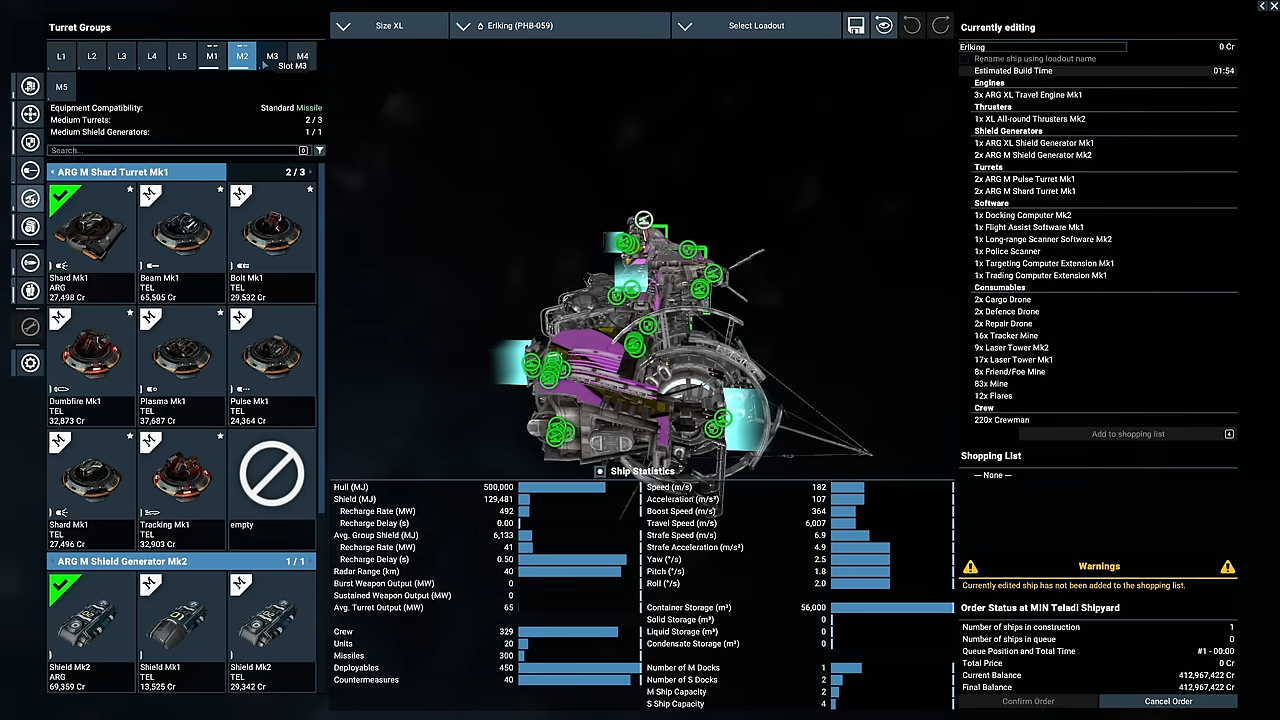 Turret Groups
L1 L2 L3 L4 L5 M1 M2 M3 M4
Slot M3
M5
Equipment Compatibility: Standard Missile
Medium Turrets: 2 / 3
Medium Shield Generators: 1 / 1
Search...
ARG M Shard Turret Mk1 2 / 3
Shard Mk1 Beam Mk1 Bolt Mk1
ARG TEL TEL
27,498 Cr 65,505 Cr 29,532 Cr
Dumbfire Mk1 Plasma Mk1 Pulse Mk1
TEL TEL TEL
32,873 Cr 37,687 Cr 24,364 Cr
Shard Mk1 Tracking Mk1 empty
TEL TEL
27,496 Cr 32,903 Cr
ARG M Shield Generator Mk2 1 / 1
Shield Mk2 Shield Mk1 Shield Mk2
ARG TEL TEL
69,359 Cr 13,525 Cr 29,342 Cr
Size XL Erlking (PHB-059) Select Loadout
Ship Statistics
Hull (MJ) 500,000
Shield (MJ) 129,481
Recharge Rate (MW) 492
Recharge Delay (s) 0.00
Avg. Group Shield (MJ) 6,133
Recharge Rate (MW) 41
Recharge Delay (s) 0.50
Radar Range (km) 40
Burst Weapon Output (MW) 0
Sustained Weapon Output (MW) 0
Avg. Turret Output (MW) 65
Crew 329
Units 20
Missiles 300
Deployables 450
Countermeasures 40
Speed (m/s) 182
Acceleration (m/s²) 107
Boost Speed (m/s) 364
Travel Speed (m/s) 6,007
Strafe Speed (m/s) 6.9
Strafe Acceleration (m/s²) 4.9
Yaw (°/s) 2.5
Pitch (°/s) 1.8
Roll (°/s) 2.0
Container Storage (m³) 56,000
Solid Storage (m³) 0
Liquid Storage (m³) 0
Condensate Storage (m³) 0
Number of M Docks 1
Number of S Docks 2
M Ship Capacity 2
S Ship Capacity 4
Currently editing
Erlking 0 Cr
Rename ship using loadout name
Estimated Build Time 01:54
Engines
3x ARG XL Travel Engine Mk1
Thrusters
1x XL All-round Thrusters Mk2
Shield Generators
1x ARG XL Shield Generator Mk1
2x ARG M Shield Generator Mk2
Turrets
2x ARG M Pulse Turret Mk1
2x ARG M Shard Turret Mk1
Software
1x Docking Computer Mk2
1x Flight Assist Software Mk1
1x Long-range Scanner Software Mk2
1x Police Scanner
1x Targeting Computer Extension Mk1
1x Trading Computer Extension Mk1
Consumables
2x Cargo Drone
2x Defence Drone
2x Repair Drone
16x Tracker Mine
9x Laser Tower Mk2
17x Laser Tower Mk1
8x Friend/Foe Mine
83x Mine
12x Flares
Crew
220x Crewman
Add to shopping list
Shopping List
— None —
Warnings
Currently edited ship has not been added to the shopping list.
Order Status at MIN Teladi Shipyard
Number of ships in construction 1
Number of ships in queue 0
Queue Position and Total Time #1 - 00:00
Total Price 0 Cr
Current Balance 412,967,422 Cr
Final Balance 412,967,422 Cr
Confirm Order Cancel Order